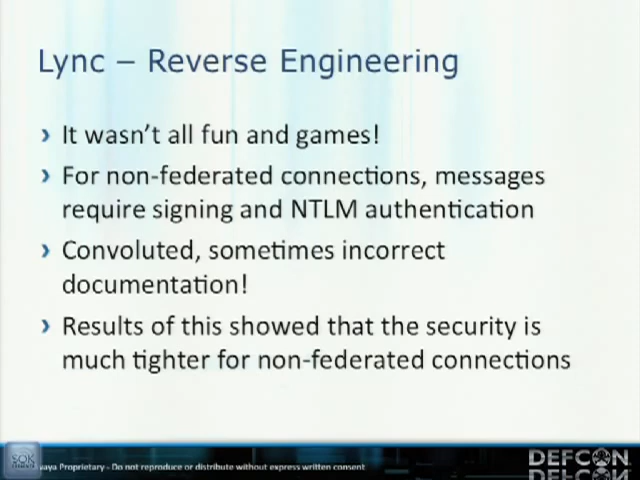 Lync – Reverse Engineering
› It wasn't all fun and games!
› For non-federated connections, messages
require signing and NTLM authentication
› Convoluted, sometimes incorrect
documentation!
› Results of this showed that the security is
much tighter for non-federated connections
Proprietary - Do not reproduce or distribute without express written consent
DEFCON